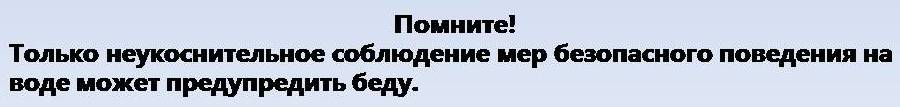 Помните!
Только неукоснительное соблюдение мер безопасного поведения на
воде может предупредить беду.